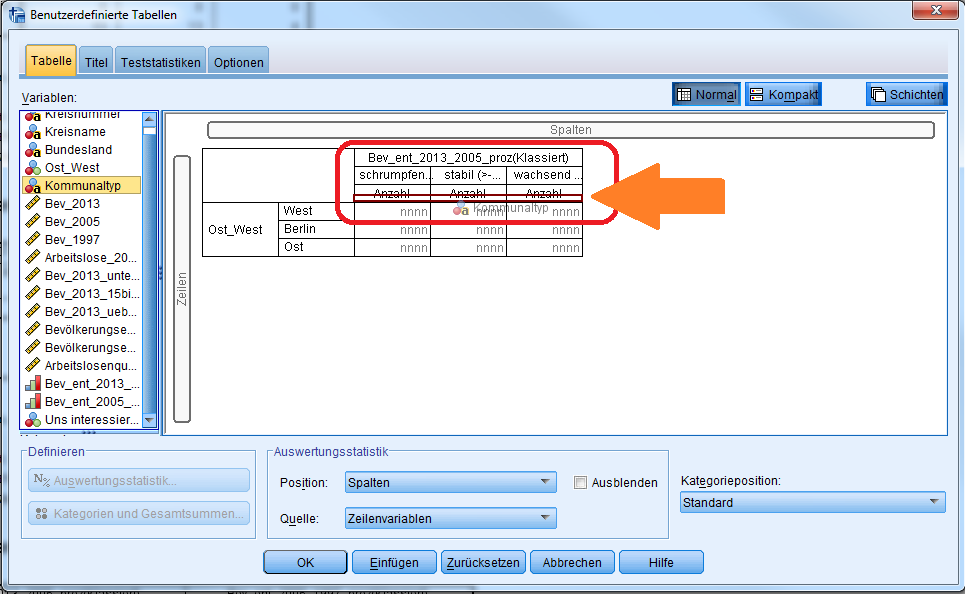 Benutzerdefinierte Tabellen
Tabelle Titel Teststatistiken Optionen
Variablen:
Normal Kompakt Schichten
Kreisnummer
Kreisname
Bundesland
Ost_West
Kommunaltyp
Bev_2013
Bev_2005
Bev_1997
Arbeitslose_20...
Bev_2013_unte...
Bev_2013_15bi...
Bev_2013_ueb...
Bevölkerungse...
Bevölkerungse...
Arbeitslosenqu...
Bev_ent_2013_...
Bev_ent_2005_...
Uns interessier...
Spalten
Zeilen
Bev_ent_2013_2005_proz(Klassiert)
schrumpfen... stabil (>-... wachsend ...
Anzahl Anzahl Anzahl
Ost_West
West nnnn nnnn nnnn
Kommunaltyp
Berlin nnnn nnnn nnnn
Ost nnnn nnnn nnnn
Definieren
N% Auswertungsstatistik...
Kategorien und Gesamtsummen...
Auswertungsstatistik
Position: Spalten Ausblenden
Quelle: Zeilenvariablen
Kategorieposition:
Standard
OK Einfügen Zurücksetzen Abbrechen Hilfe